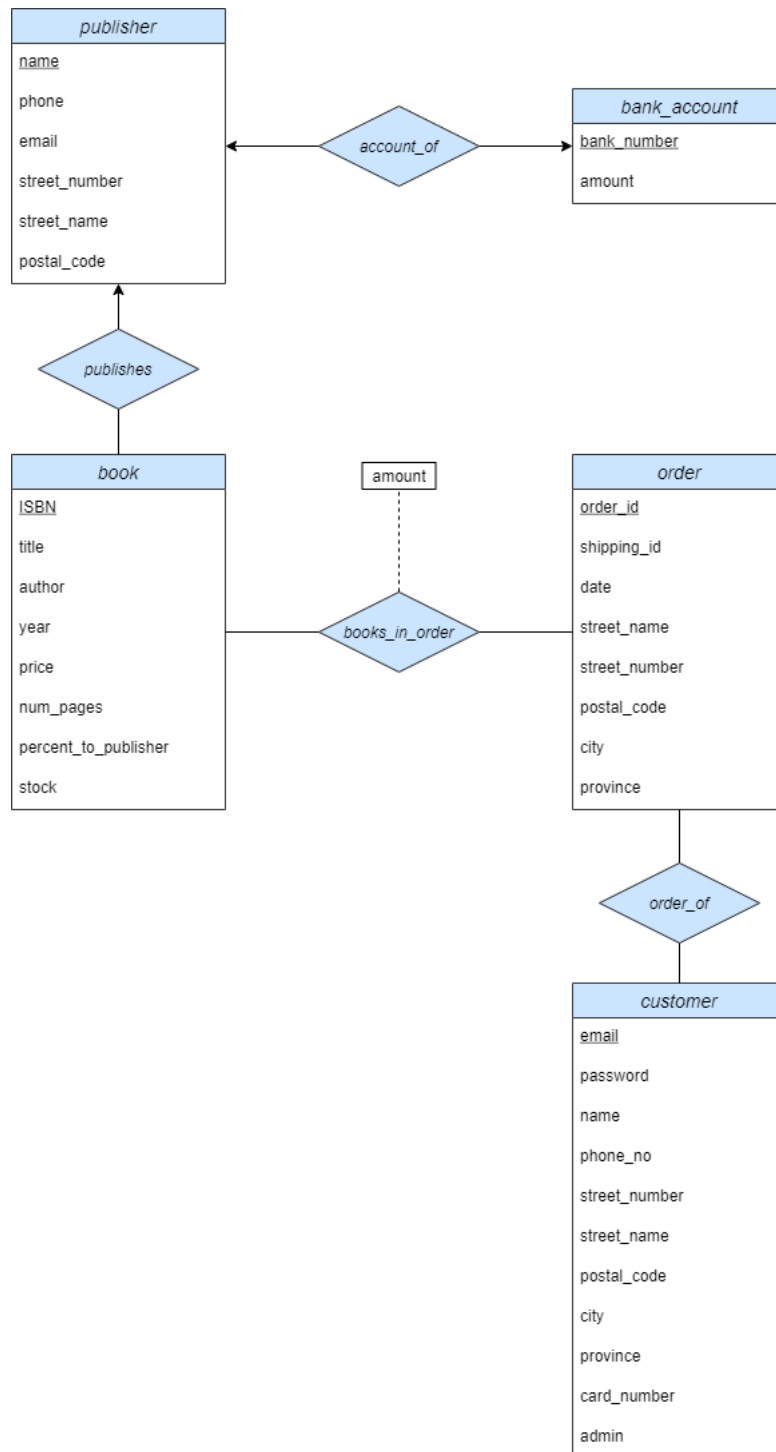 publisher
name
phone
email
street_number
street_name
postal_code
account_of
bank_account
bank_number
amount
publishes
book
ISBN
title
author
year
price
num_pages
percent_to_publisher
stock
amount
books_in_order
order
order_id
shipping_id
date
street_name
street_number
postal_code
city
province
order_of
customer
email
password
name
phone_no
street_number
street_name
postal_code
city
province
card_number
admin